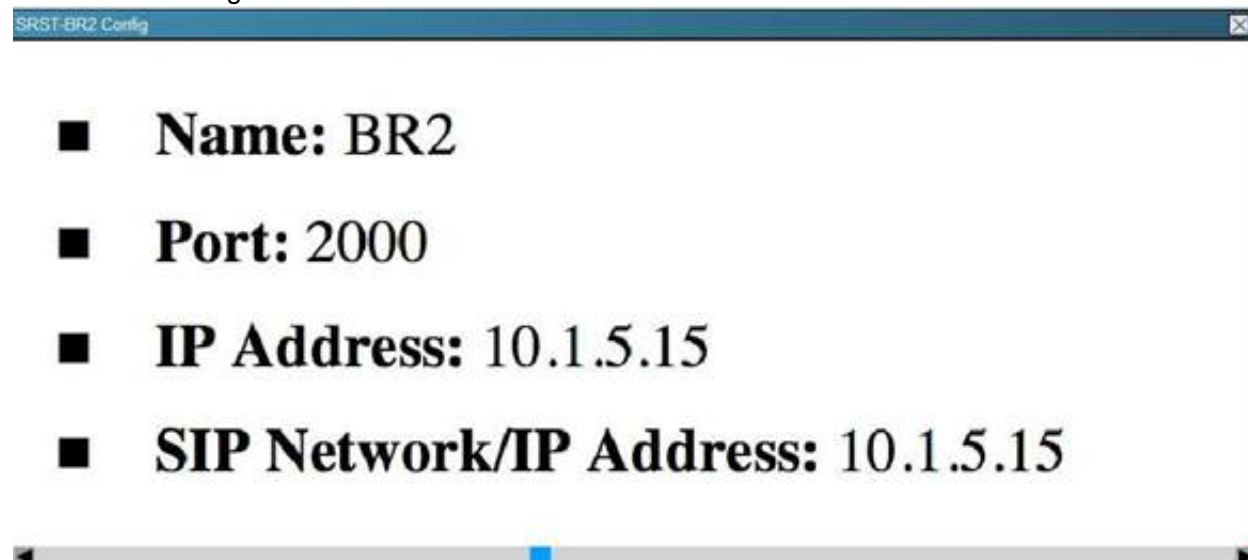 SRST-BR2 Config
Name: BR2
Port: 2000
IP Address: 10.1.5.15
SIP Network/IP Address: 10.1.5.15